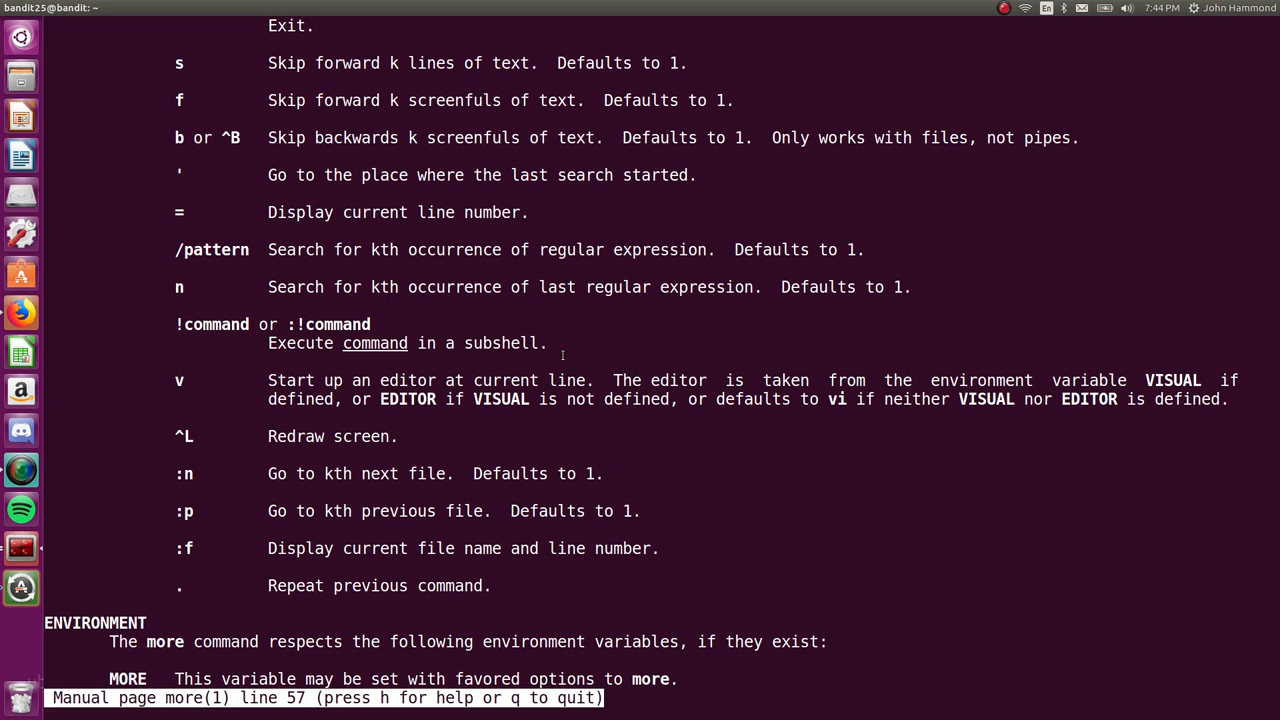 bandit25@bandit: ~
En
7:44 PM
John Hammond
Exit.
s Skip forward k lines of text. Defaults to 1.
f Skip forward k screenfuls of text. Defaults to 1.
b or ^B Skip backwards k screenfuls of text. Defaults to 1. Only works with files, not pipes.
' Go to the place where the last search started.
= Display current line number.
/pattern Search for kth occurrence of regular expression. Defaults to 1.
n Search for kth occurrence of last regular expression. Defaults to 1.
!command or :!command
Execute command in a subshell.
v Start up an editor at current line. The editor is taken from the environment variable VISUAL if
defined, or EDITOR if VISUAL is not defined, or defaults to vi if neither VISUAL nor EDITOR is defined.
^L Redraw screen.
:n Go to kth next file. Defaults to 1.
:p Go to kth previous file. Defaults to 1.
:f Display current file name and line number.
. Repeat previous command.
ENVIRONMENT
The more command respects the following environment variables, if they exist:
MORE This variable may be set with favored options to more.
Manual page more(1) line 57 (press h for help or q to quit)